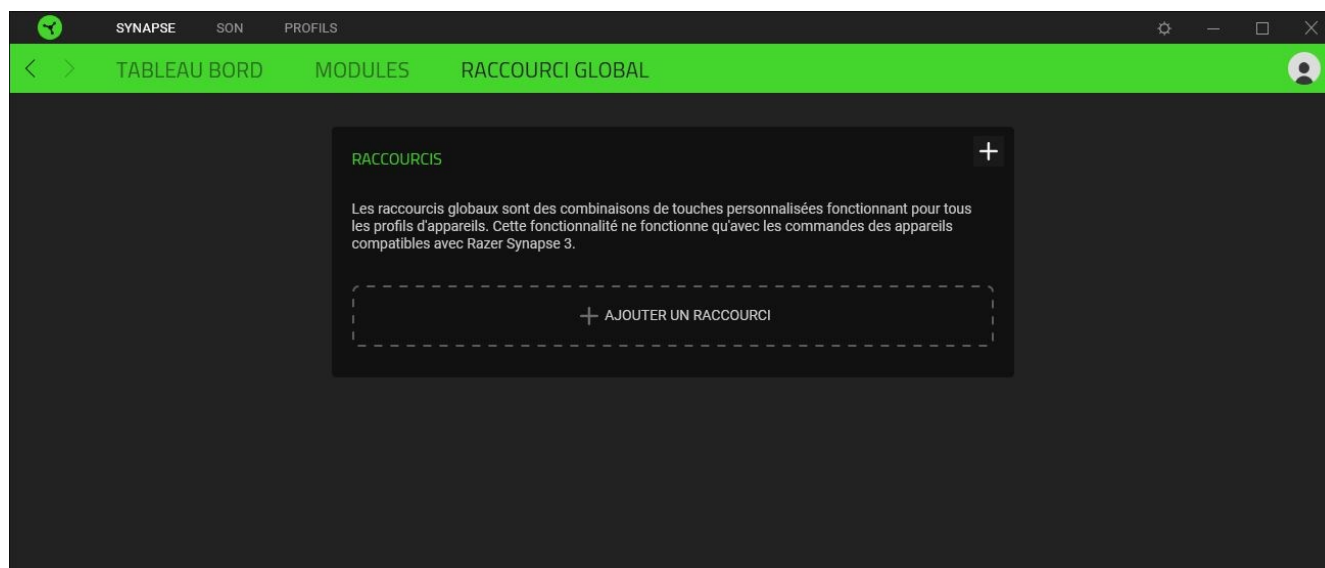 SYNAPSE SON PROFILS
TABLEAU BORD MODULES RACCOURCI GLOBAL
RACCOURCIS
Les raccourcis globaux sont des combinaisons de touches personnalisées fonctionnant pour tous
les profils d'appareils. Cette fonctionnalité ne fonctionne qu'avec les commandes des appareils
compatibles avec Razer Synapse 3.
AJOUTER UN RACCOURCI